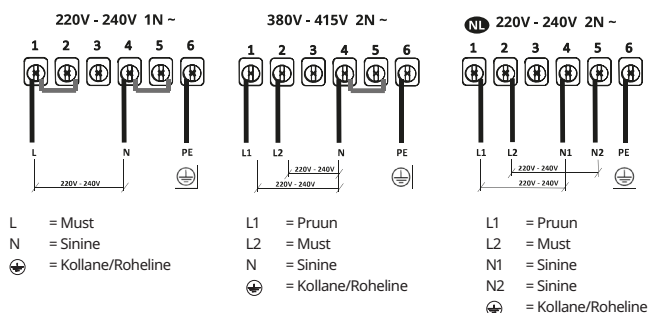 220V - 240V 1N ~
1 2 3 4 5 6
L N PE
220V - 240V
L = Must
N = Sinine
= Kollane/Roheline
380V - 415V 2N ~
1 2 3 4 5 6
L1 L2 N PE
220V - 240V
220V - 240V
L1 = Pruun
L2 = Must
N = Sinine
= Kollane/Roheline
NL 220V - 240V 2N ~
1 2 3 4 5 6
L1 L2 N1 N2 PE
220V - 240V
220V - 240V
L1 = Pruun
L2 = Must
N1 = Sinine
N2 = Sinine
= Kollane/Roheline